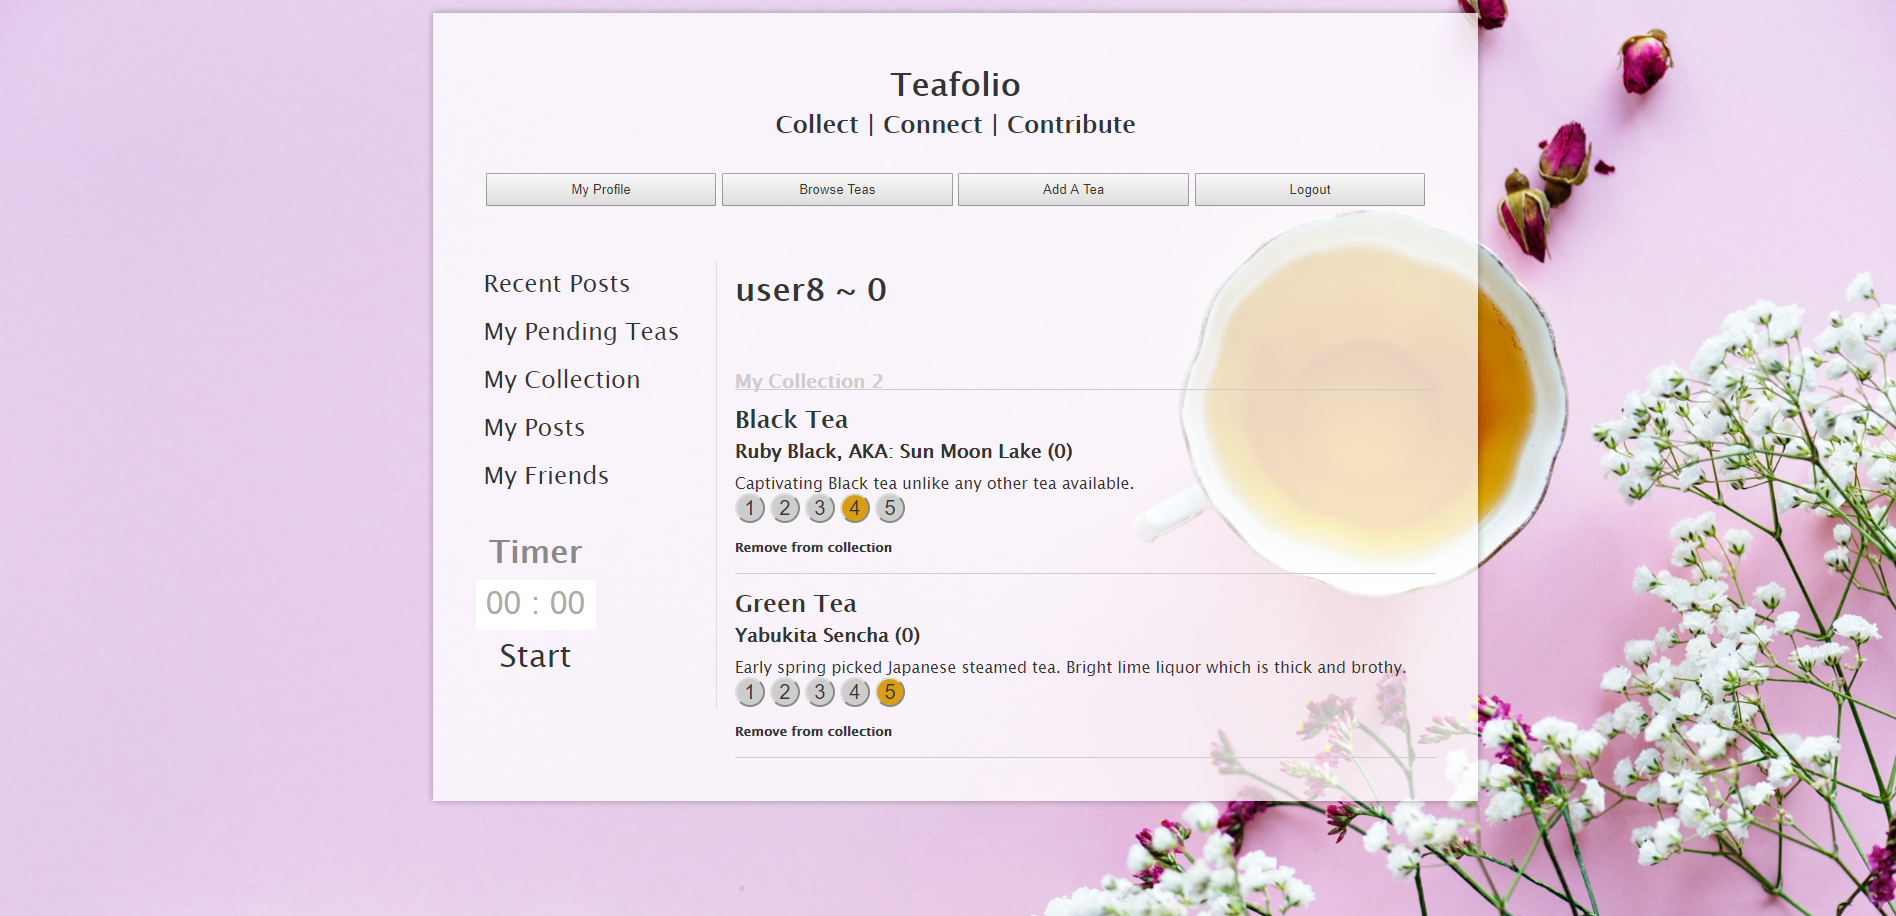 Teafolio
Collect | Connect | Contribute
My Profile
Browse Teas
Add A Tea
Logout
Recent Posts
My Pending Teas
My Collection
My Posts
My Friends
Timer
00 : 00
Start
user8 ~ 0
My Collection 2
Black Tea
Ruby Black, AKA: Sun Moon Lake (0)
Captivating Black tea unlike any other tea available.
1 2 3 4 5
Remove from collection
Green Tea
Yabukita Sencha (0)
Early spring picked Japanese steamed tea. Bright lime liquor which is thick and brothy.
1 2 3 4 5
Remove from collection